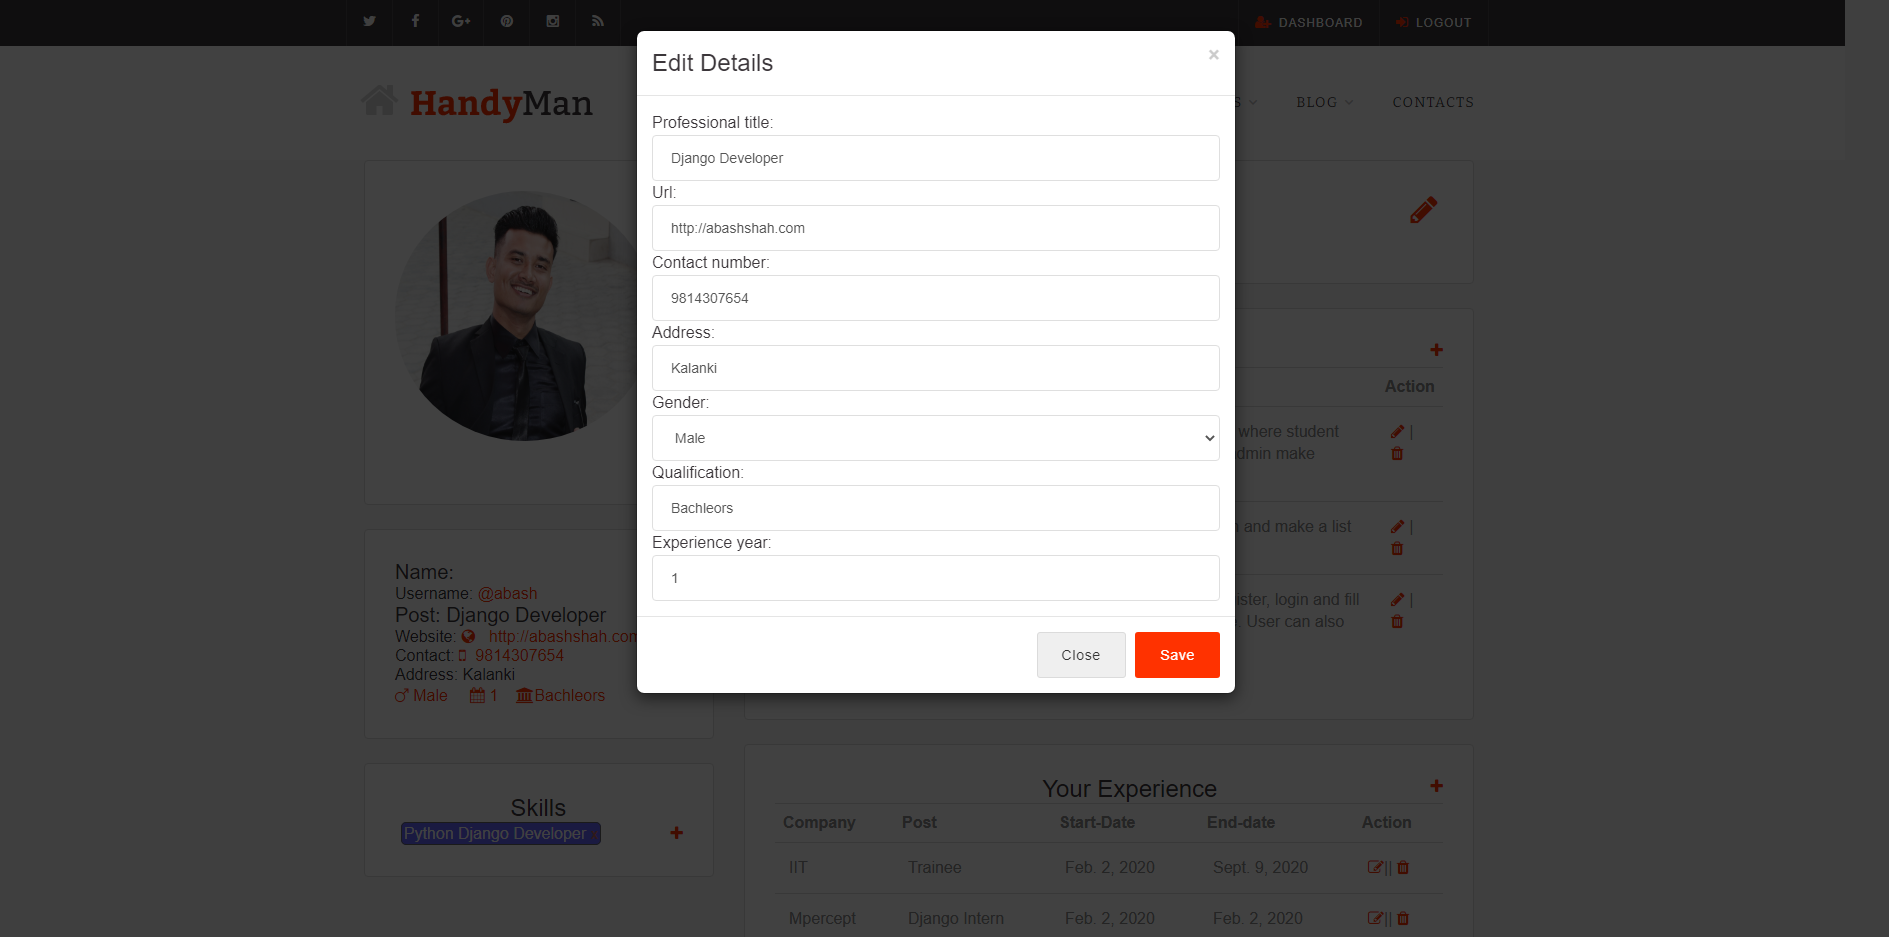 DASHBOARD
LOGOUT
HandyMan
S
BLOG
CONTACTS
Edit Details
×
Professional title:
Django Developer
Url:
http://abashshah.com
Contact number:
9814307654
Address:
Kalanki
Gender:
Male
Qualification:
Bachleors
Experience year:
1
Close
Save
Name:
Username: @abash
Post: Django Developer
Website: http://abashshah.com
Contact: 9814307654
Address: Kalanki
Male 1 Bachleors
Skills
Python Django Developer
+
+
Action
where student
dmin make
|
and make a list
|
ister, login and fill
User can also
|
Your Experience
+
Company Post Start-Date End-date Action
IIT Trainee Feb. 2, 2020 Sept. 9, 2020 ||
Mpercept Django Intern Feb. 2, 2020 Feb. 2, 2020 ||